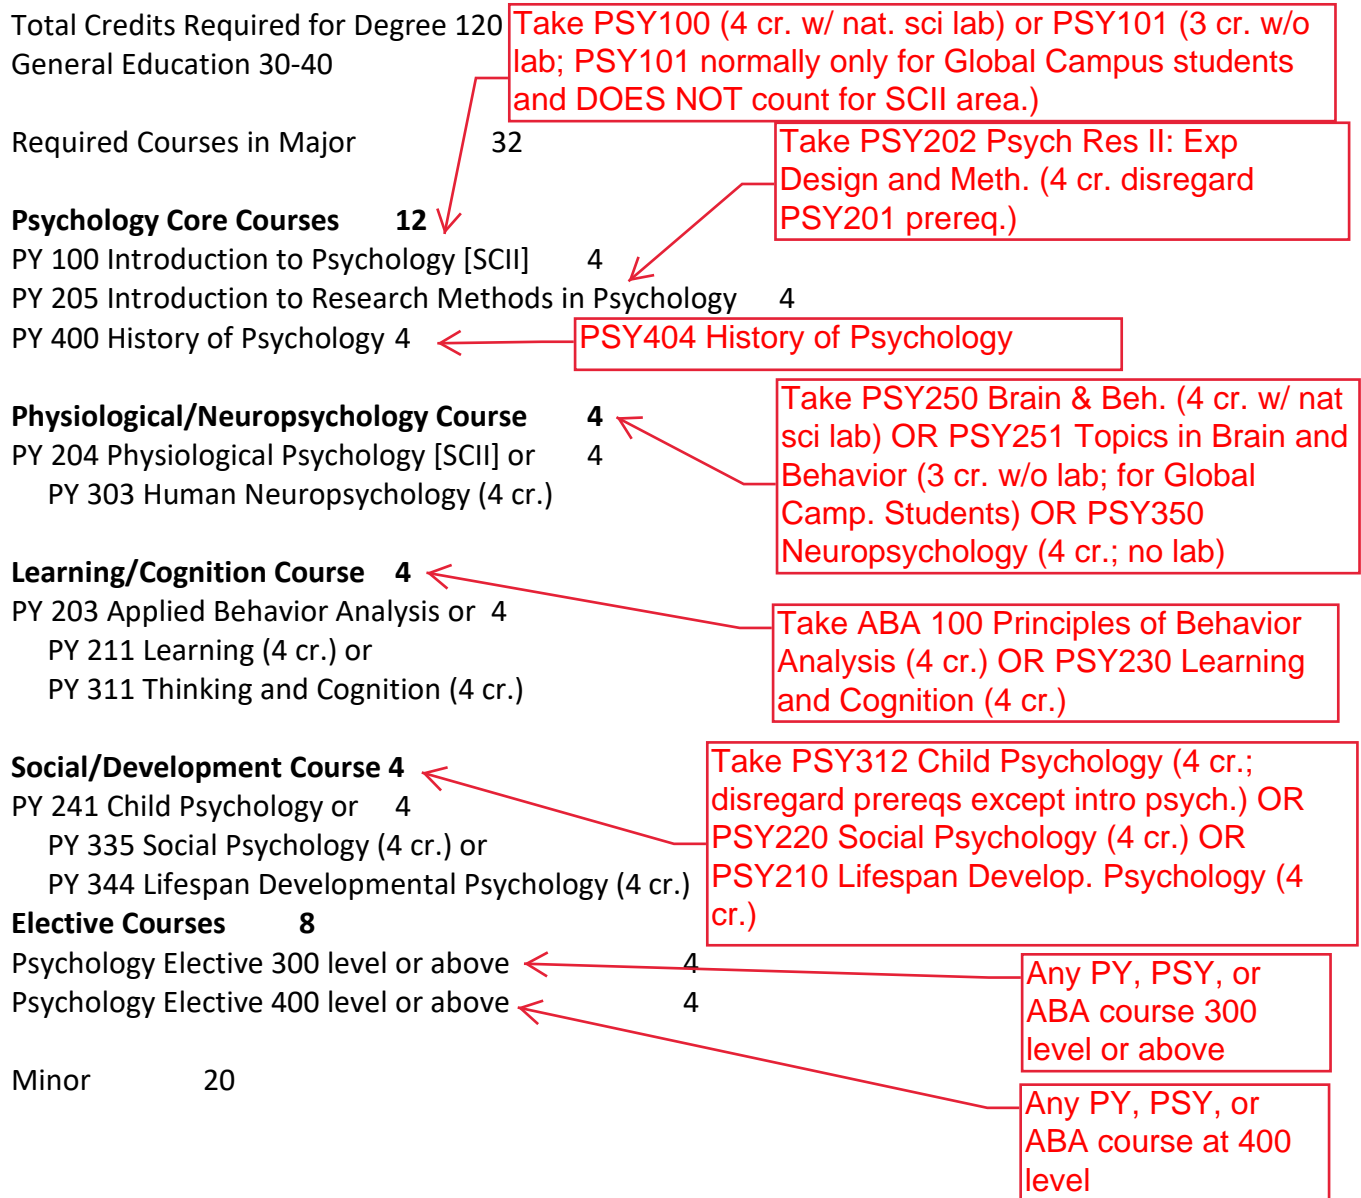 Total Credits Required for Degree 120
General Education 30-40
Take PSY100 (4 cr. w/ nat. sci lab) or PSY101 (3 cr. w/o
lab; PSY101 normally only for Global Campus students
and DOES NOT count for SCII area.)
Required Courses in Major 32
Take PSY202 Psych Res II: Exp
Design and Meth. (4 cr. disregard
PSY201 prereq.)
Psychology Core Courses 12
PY 100 Introduction to Psychology [SCII] 4
PY 205 Introduction to Research Methods in Psychology 4
PY 400 History of Psychology 4
PSY404 History of Psychology
Physiological/Neuropsychology Course 4
PY 204 Physiological Psychology [SCII] or 4
PY 303 Human Neuropsychology (4 cr.)
Take PSY250 Brain & Beh. (4 cr. w/ nat
sci lab) OR PSY251 Topics in Brain and
Behavior (3 cr. w/o lab; for Global
Camp. Students) OR PSY350
Neuropsychology (4 cr.; no lab)
Learning/Cognition Course 4
PY 203 Applied Behavior Analysis or 4
PY 211 Learning (4 cr.) or
PY 311 Thinking and Cognition (4 cr.)
Take ABA 100 Principles of Behavior
Analysis (4 cr.) OR PSY230 Learning
and Cognition (4 cr.)
Social/Development Course 4
PY 241 Child Psychology or 4
PY 335 Social Psychology (4 cr.) or
PY 344 Lifespan Developmental Psychology (4 cr.)
Take PSY312 Child Psychology (4 cr.;
disregard prereqs except intro psych.) OR
PSY220 Social Psychology (4 cr.) OR
PSY210 Lifespan Develop. Psychology (4
cr.)
Elective Courses 8
Psychology Elective 300 level or above 4
Psychology Elective 400 level or above 4
Any PY, PSY, or
ABA course 300
level or above
Minor 20
Any PY, PSY, or
ABA course at 400
level